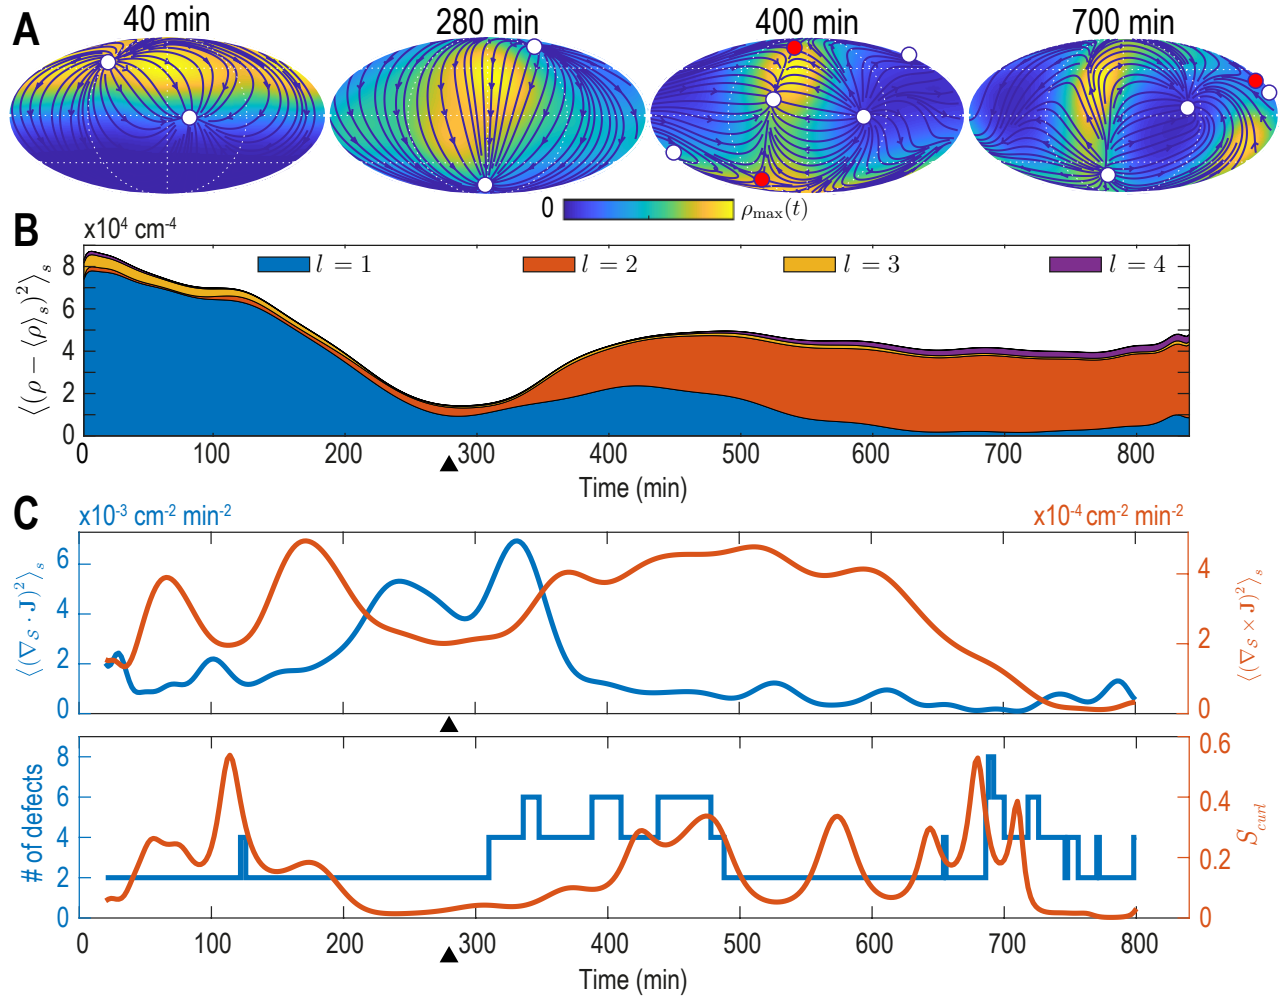 A
40 min 280 min 400 min 700 min
0 ρmax(t)
B
x10⁴ cm⁻⁴
⟨(ρ − ⟨ρ⟩ₛ)²⟩ₛ
l = 1 l = 2 l = 3 l = 4
8
6
4
2
0
0 100 200 300 400 500 600 700 800
Time (min)
C
x10⁻³ cm⁻² min⁻² x10⁻⁴ cm⁻² min⁻²
⟨(∇𝒮 · J)²⟩ₛ
6
4
2
0
4
2
0
⟨(∇𝒮 × J)²⟩ₛ
# of defects
8
6
4
2
0
0.6
0.4
0.2
0
S_curl
0 100 200 300 400 500 600 700 800
Time (min)